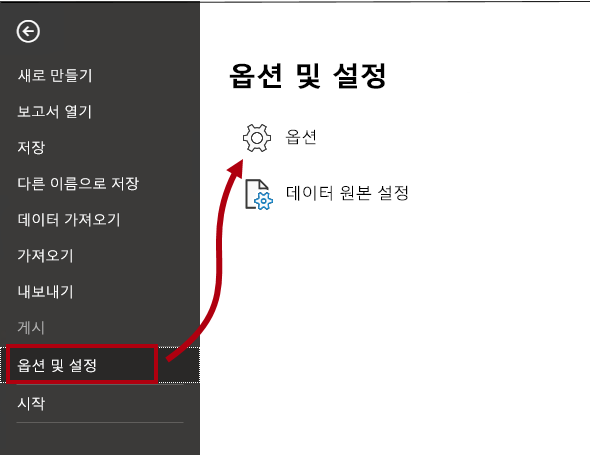 새로 만들기
보고서 열기
저장
다른 이름으로 저장
데이터 가져오기
가져오기
내보내기
게시
옵션 및 설정
시작
옵션 및 설정
옵션
데이터 원본 설정